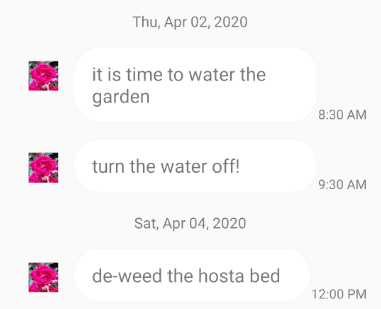 Thu, Apr 02, 2020
it is time to water the
garden
8:30 AM
turn the water off!
9:30 AM
Sat, Apr 04, 2020
de-weed the hosta bed
12:00 PM